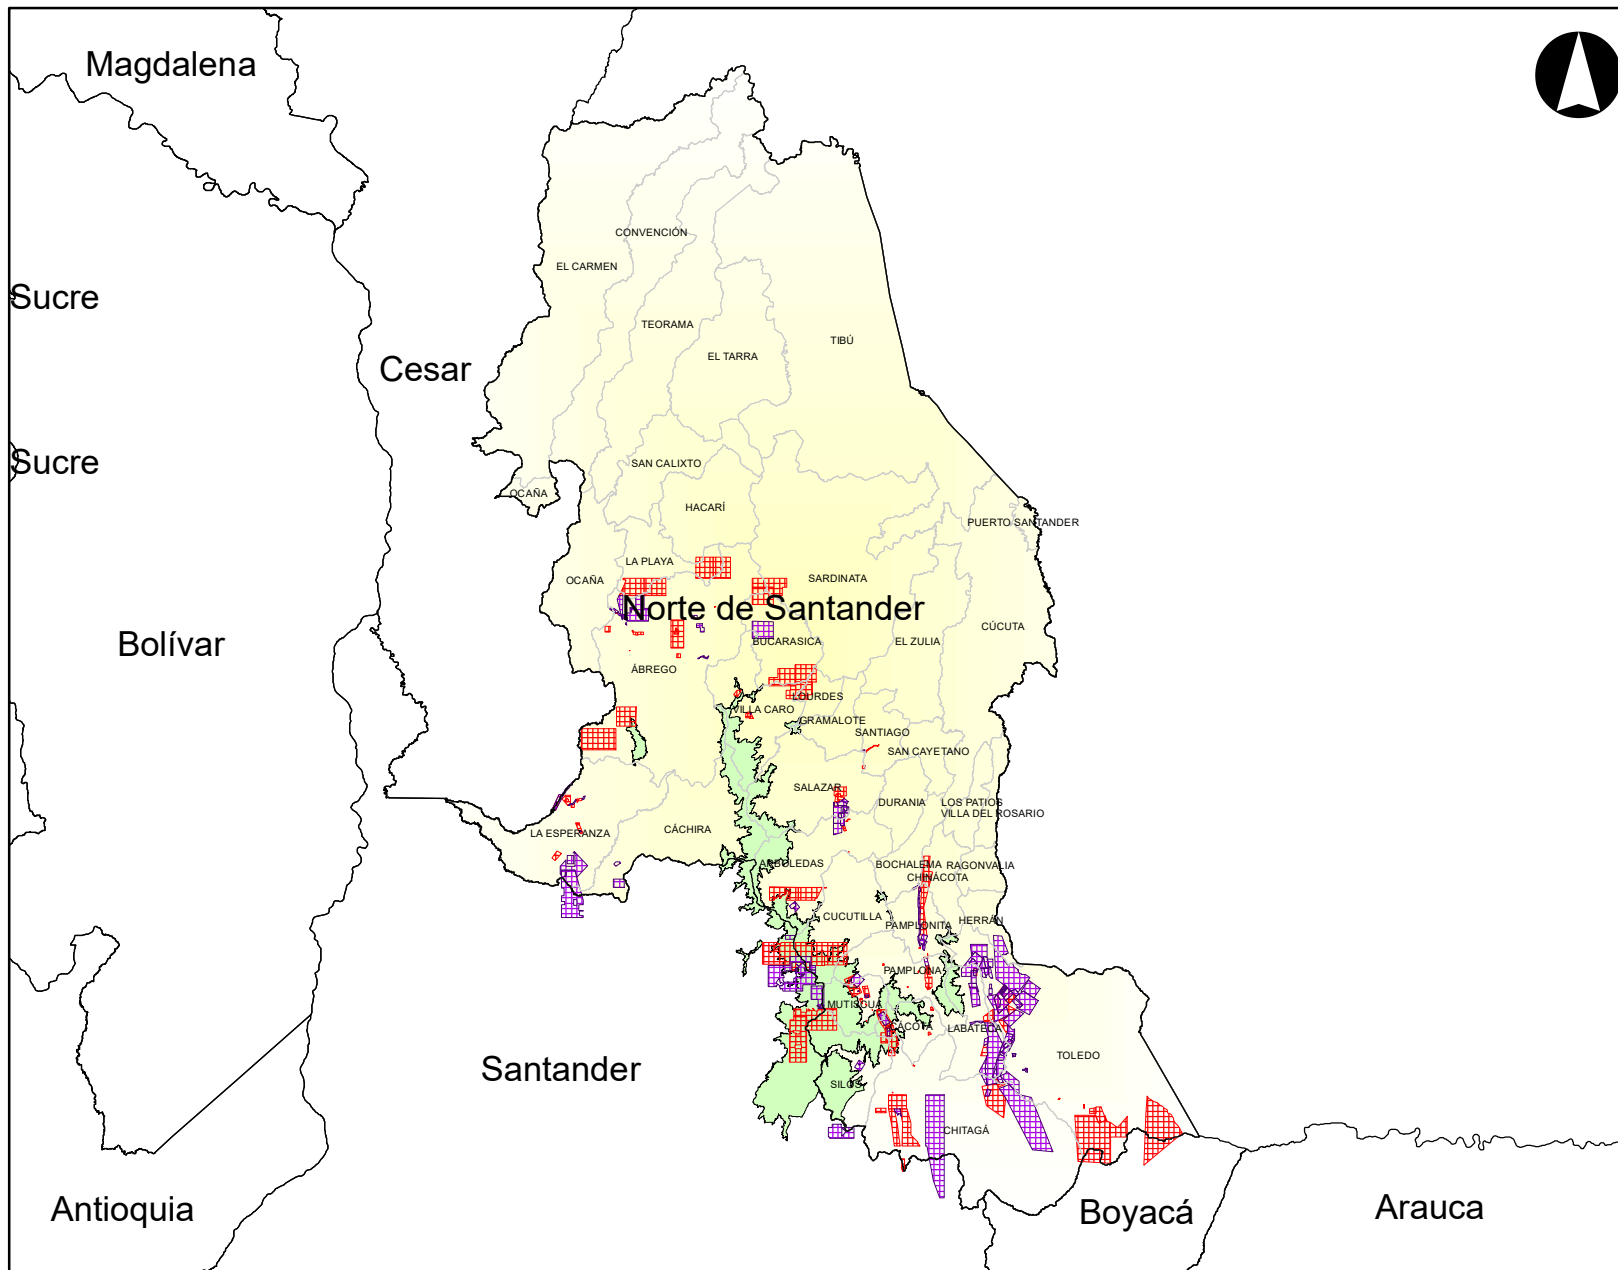 Magdalena
CONVENCIÓN
EL CARMEN
Sucre
TEORAMA
TIBÚ
EL TARRA
Cesar
Sucre
SAN CALIXTO
OCAÑA
HACARÍ
PUERTO SANTANDER
LA PLAYA
OCAÑA
SARDINATA
Norte de Santander
CÚCUTA
Bolívar
BUCARASICA
EL ZULIA
ÁBREGO
LOURDES
VILLA CARO
GRAMALOTE
SANTIAGO
SAN CAYETANO
SALAZAR
DURANIA
LOS PATIOS
VILLA DEL ROSARIO
LA ESPERANZA
CÁCHIRA
ARBOLEDAS
BOCHALEMA
RAGONVALIA
CHINÁCOTA
CUCUTILLA
PAMPLONITA
HERRÁN
PAMPLONA
MUTISCUA
CÁCOTA
LABATECA
TOLEDO
Santander
SILOS
CHITAGÁ
Antioquia
Boyacá
Arauca